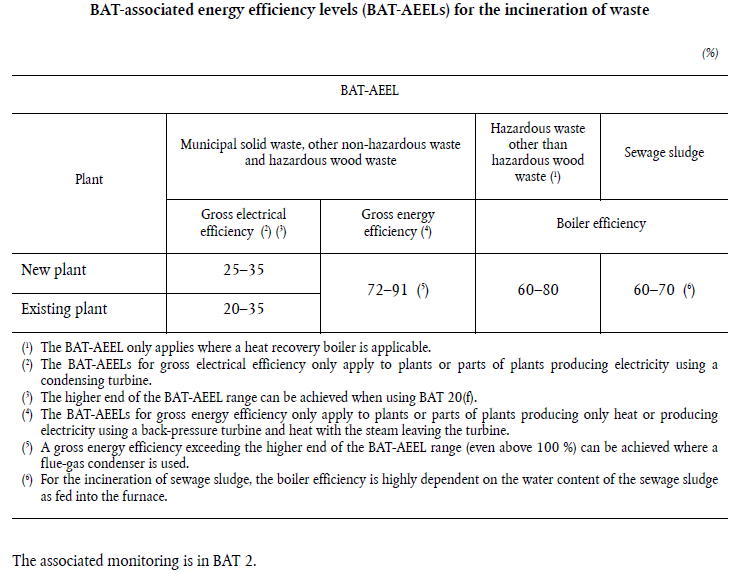 BAT-associated energy efficiency levels (BAT-AEELs) for the incineration of waste
(%)
BAT-AEEL
Plant
Municipal solid waste, other non-hazardous waste
and hazardous wood waste
Hazardous waste
other than
hazardous wood
waste (¹)
Sewage sludge
Gross electrical
efficiency (²) (³)
Gross energy
efficiency (⁴)
Boiler efficiency
New plant
25–35
72–91 (⁵)
60–80
60–70 (⁶)
Existing plant
20–35
(¹) The BAT-AEEL only applies where a heat recovery boiler is applicable.
(²) The BAT-AEELs for gross electrical efficiency only apply to plants or parts of plants producing electricity using a
condensing turbine.
(³) The higher end of the BAT-AEEL range can be achieved when using BAT 20(f).
(⁴) The BAT-AEELs for gross energy efficiency only apply to plants or parts of plants producing only heat or producing
electricity using a back-pressure turbine and heat with the steam leaving the turbine.
(⁵) A gross energy efficiency exceeding the higher end of the BAT-AEEL range (even above 100 %) can be achieved where a
flue-gas condenser is used.
(⁶) For the incineration of sewage sludge, the boiler efficiency is highly dependent on the water content of the sewage sludge
as fed into the furnace.
The associated monitoring is in BAT 2.